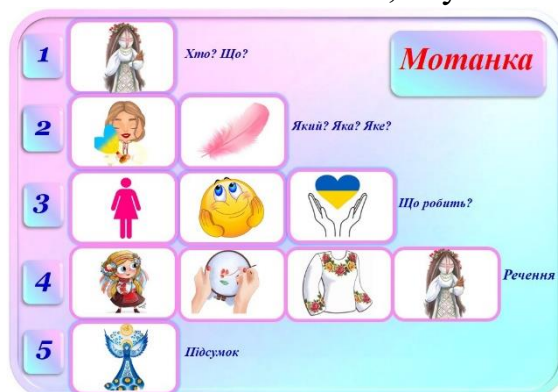 1
Хто? Що?
Мотанка
2
Який? Яка? Яке?
3
Що робить?
4
Речення
5
Підсумок